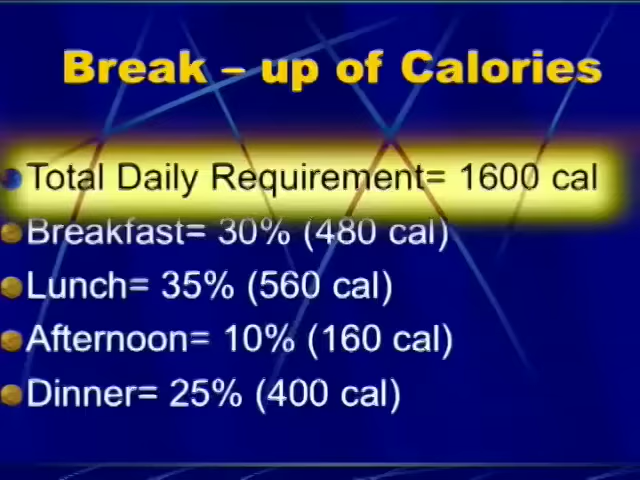 Break – up of Calories
Total Daily Requirement= 1600 cal
Breakfast= 30% (480 cal)
Lunch= 35% (560 cal)
Afternoon= 10% (160 cal)
Dinner= 25% (400 cal)